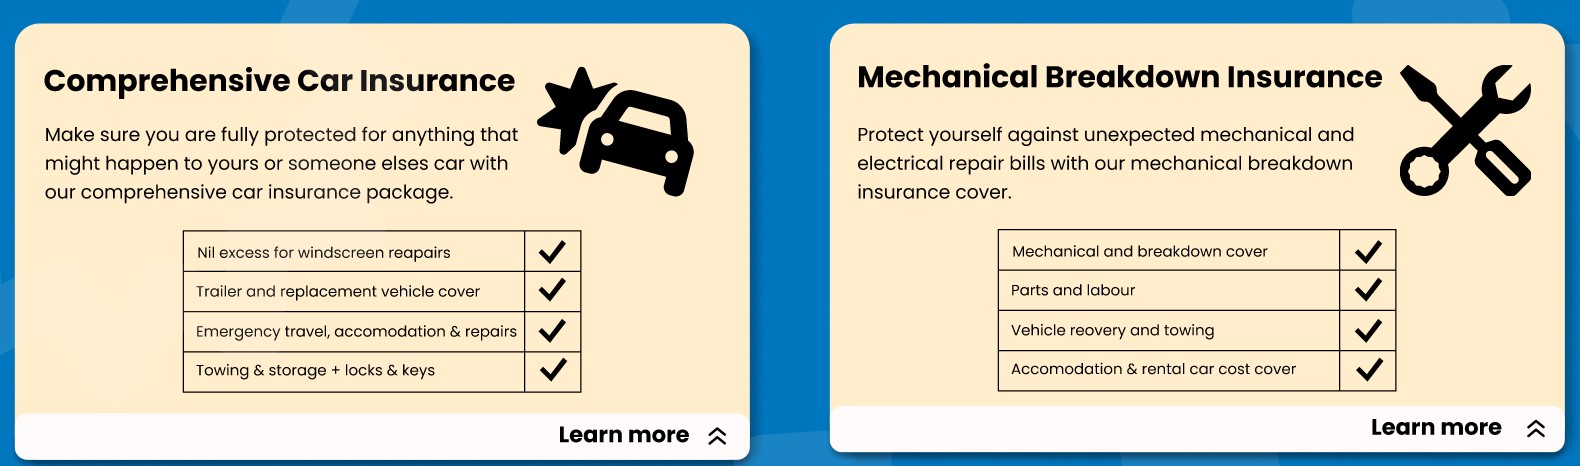 Comprehensive Car Insurance
Make sure you are fully protected for anything that
might happen to yours or someone elses car with
our comprehensive car insurance package.
Nil excess for windscreen reapairs
Trailer and replacement vehicle cover
Emergency travel, accomodation & repairs
Towing & storage + locks & keys
Learn more
Mechanical Breakdown Insurance
Protect yourself against unexpected mechanical and
electrical repair bills with our mechanical breakdown
insurance cover.
Mechanical and breakdown cover
Parts and labour
Vehicle reovery and towing
Accomodation & rental car cost cover
Learn more